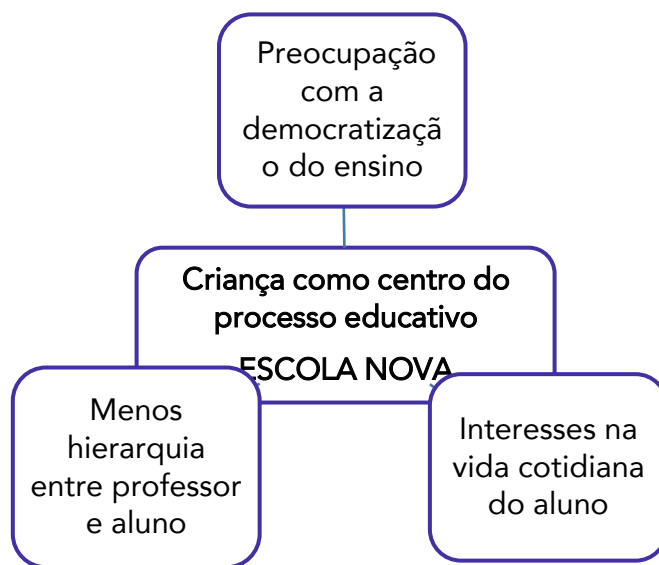 Preocupação
com a
democratizaçã
o do ensino
Criança como centro do
processo educativo
ESCOLA NOVA
Menos
hierarquia
entre professor
e aluno
Interesses na
vida cotidiana
do aluno